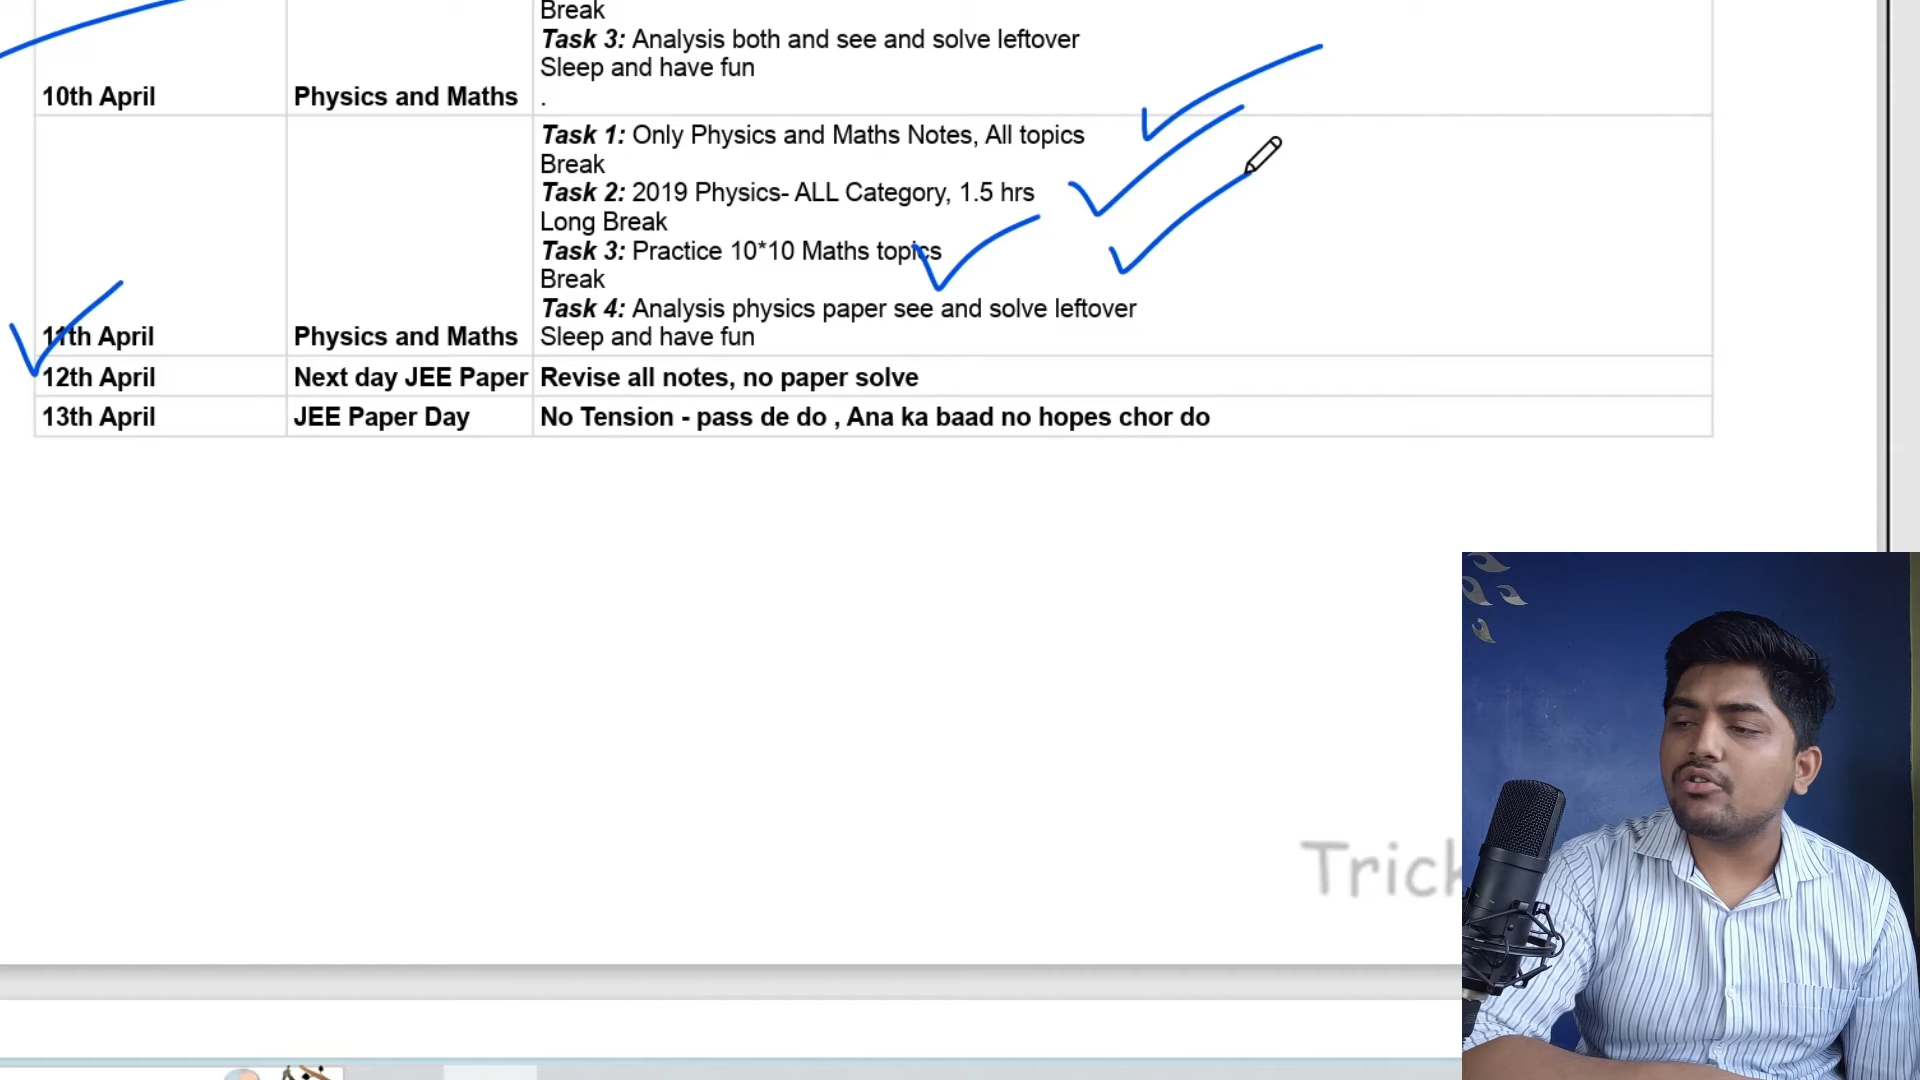 Break
Task 3: Analysis both and see and solve leftover
Sleep and have fun
10th April Physics and Maths .
Task 1: Only Physics and Maths Notes, All topics
Break
Task 2: 2019 Physics- ALL Category, 1.5 hrs
Long Break
Task 3: Practice 10*10 Maths topics
Break
Task 4: Analysis physics paper see and solve leftover
11th April Physics and Maths Sleep and have fun
12th April Next day JEE Paper Revise all notes, no paper solve
13th April JEE Paper Day No Tension - pass de do , Ana ka baad no hopes chor do
Trick